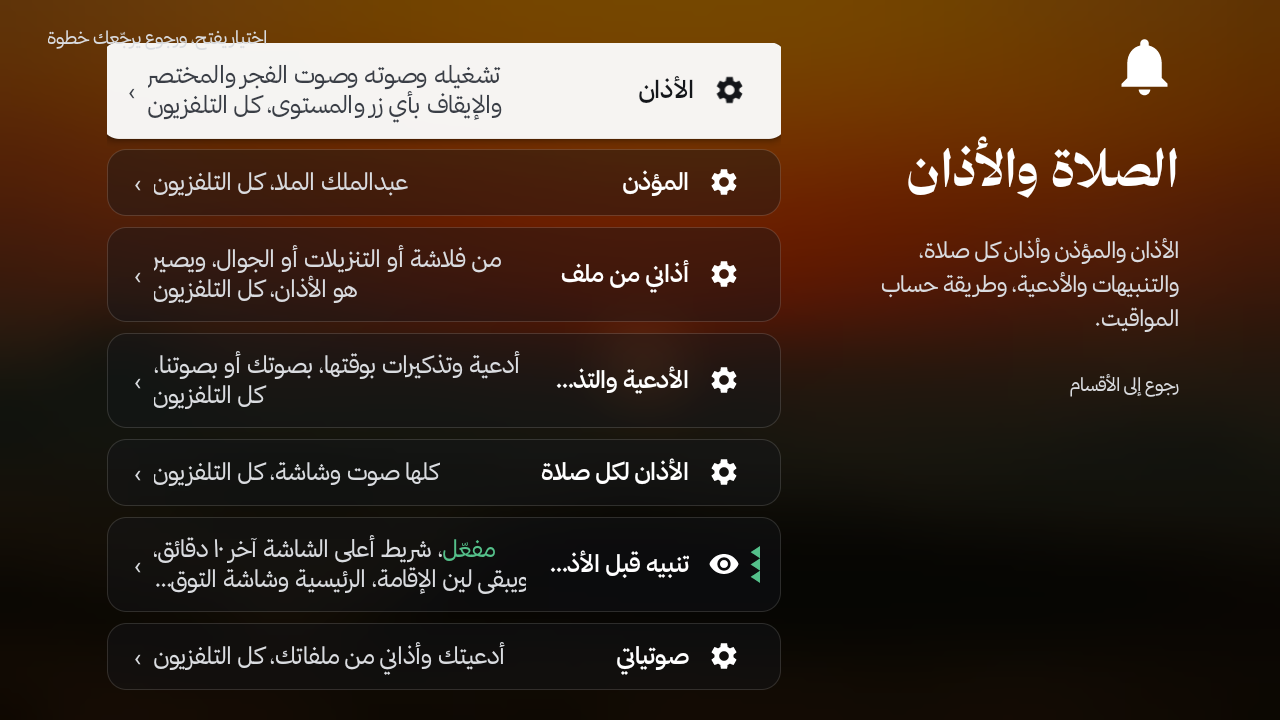 اختيار يفتح، ورجوع يرجّعك خطوة
الصلاة والأذان
الأذان والمؤذن وأذان كل صلاة،
والتنبيهات والأدعية، وطريقة حساب
المواقيت.
رجوع إلى الأقسام
الأذان
تشغيله وصوته وصوت الفجر والمختصر
والإيقاف بأي زر والمستوى، كل التلفزيون
المؤذن
عبدالملك الملا، كل التلفزيون
أذاني من ملف
من فلاشة أو التنزيلات أو الجوال، ويصير
هو الأذان، كل التلفزيون
الأدعية والتذ...
أدعية وتذكيرات بوقتها، بصوتك أو بصوتنا،
كل التلفزيون
الأذان لكل صلاة
كلها صوت وشاشة، كل التلفزيون
تنبيه قبل الأذ...
مفعّل، شريط أعلى الشاشة آخر ١٠ دقائق،
ويبقى لين الإقامة، الرئيسية وشاشة التوق...
صوتياتي
أدعيتك وأذاني من ملفاتك، كل التلفزيون